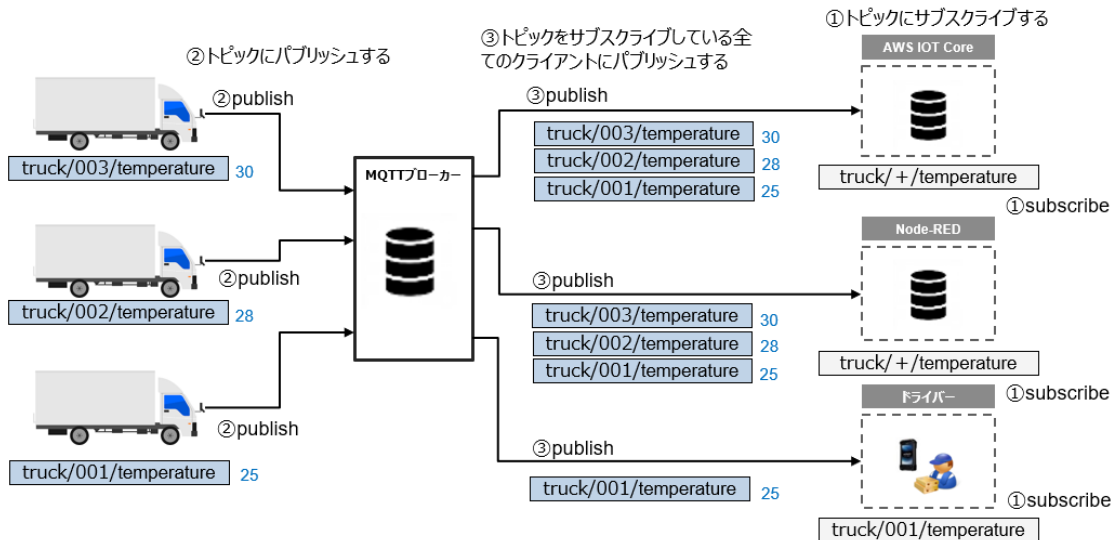 ①トピックにサブスクライブする
②トピックにパブリッシュする
③トピックをサブスクライブしている全
てのクライアントにパブリッシュする
②publish
truck/003/temperature 30
②publish
truck/002/temperature 28
②publish
truck/001/temperature 25
MQTTブローカー
③publish
truck/003/temperature 30
truck/002/temperature 28
truck/001/temperature 25
AWS IOT Core
truck/+/temperature
①subscribe
③publish
truck/003/temperature 30
truck/002/temperature 28
truck/001/temperature 25
Node-RED
truck/+/temperature
①subscribe
③publish
truck/001/temperature 25
ドライバー
①subscribe
truck/001/temperature